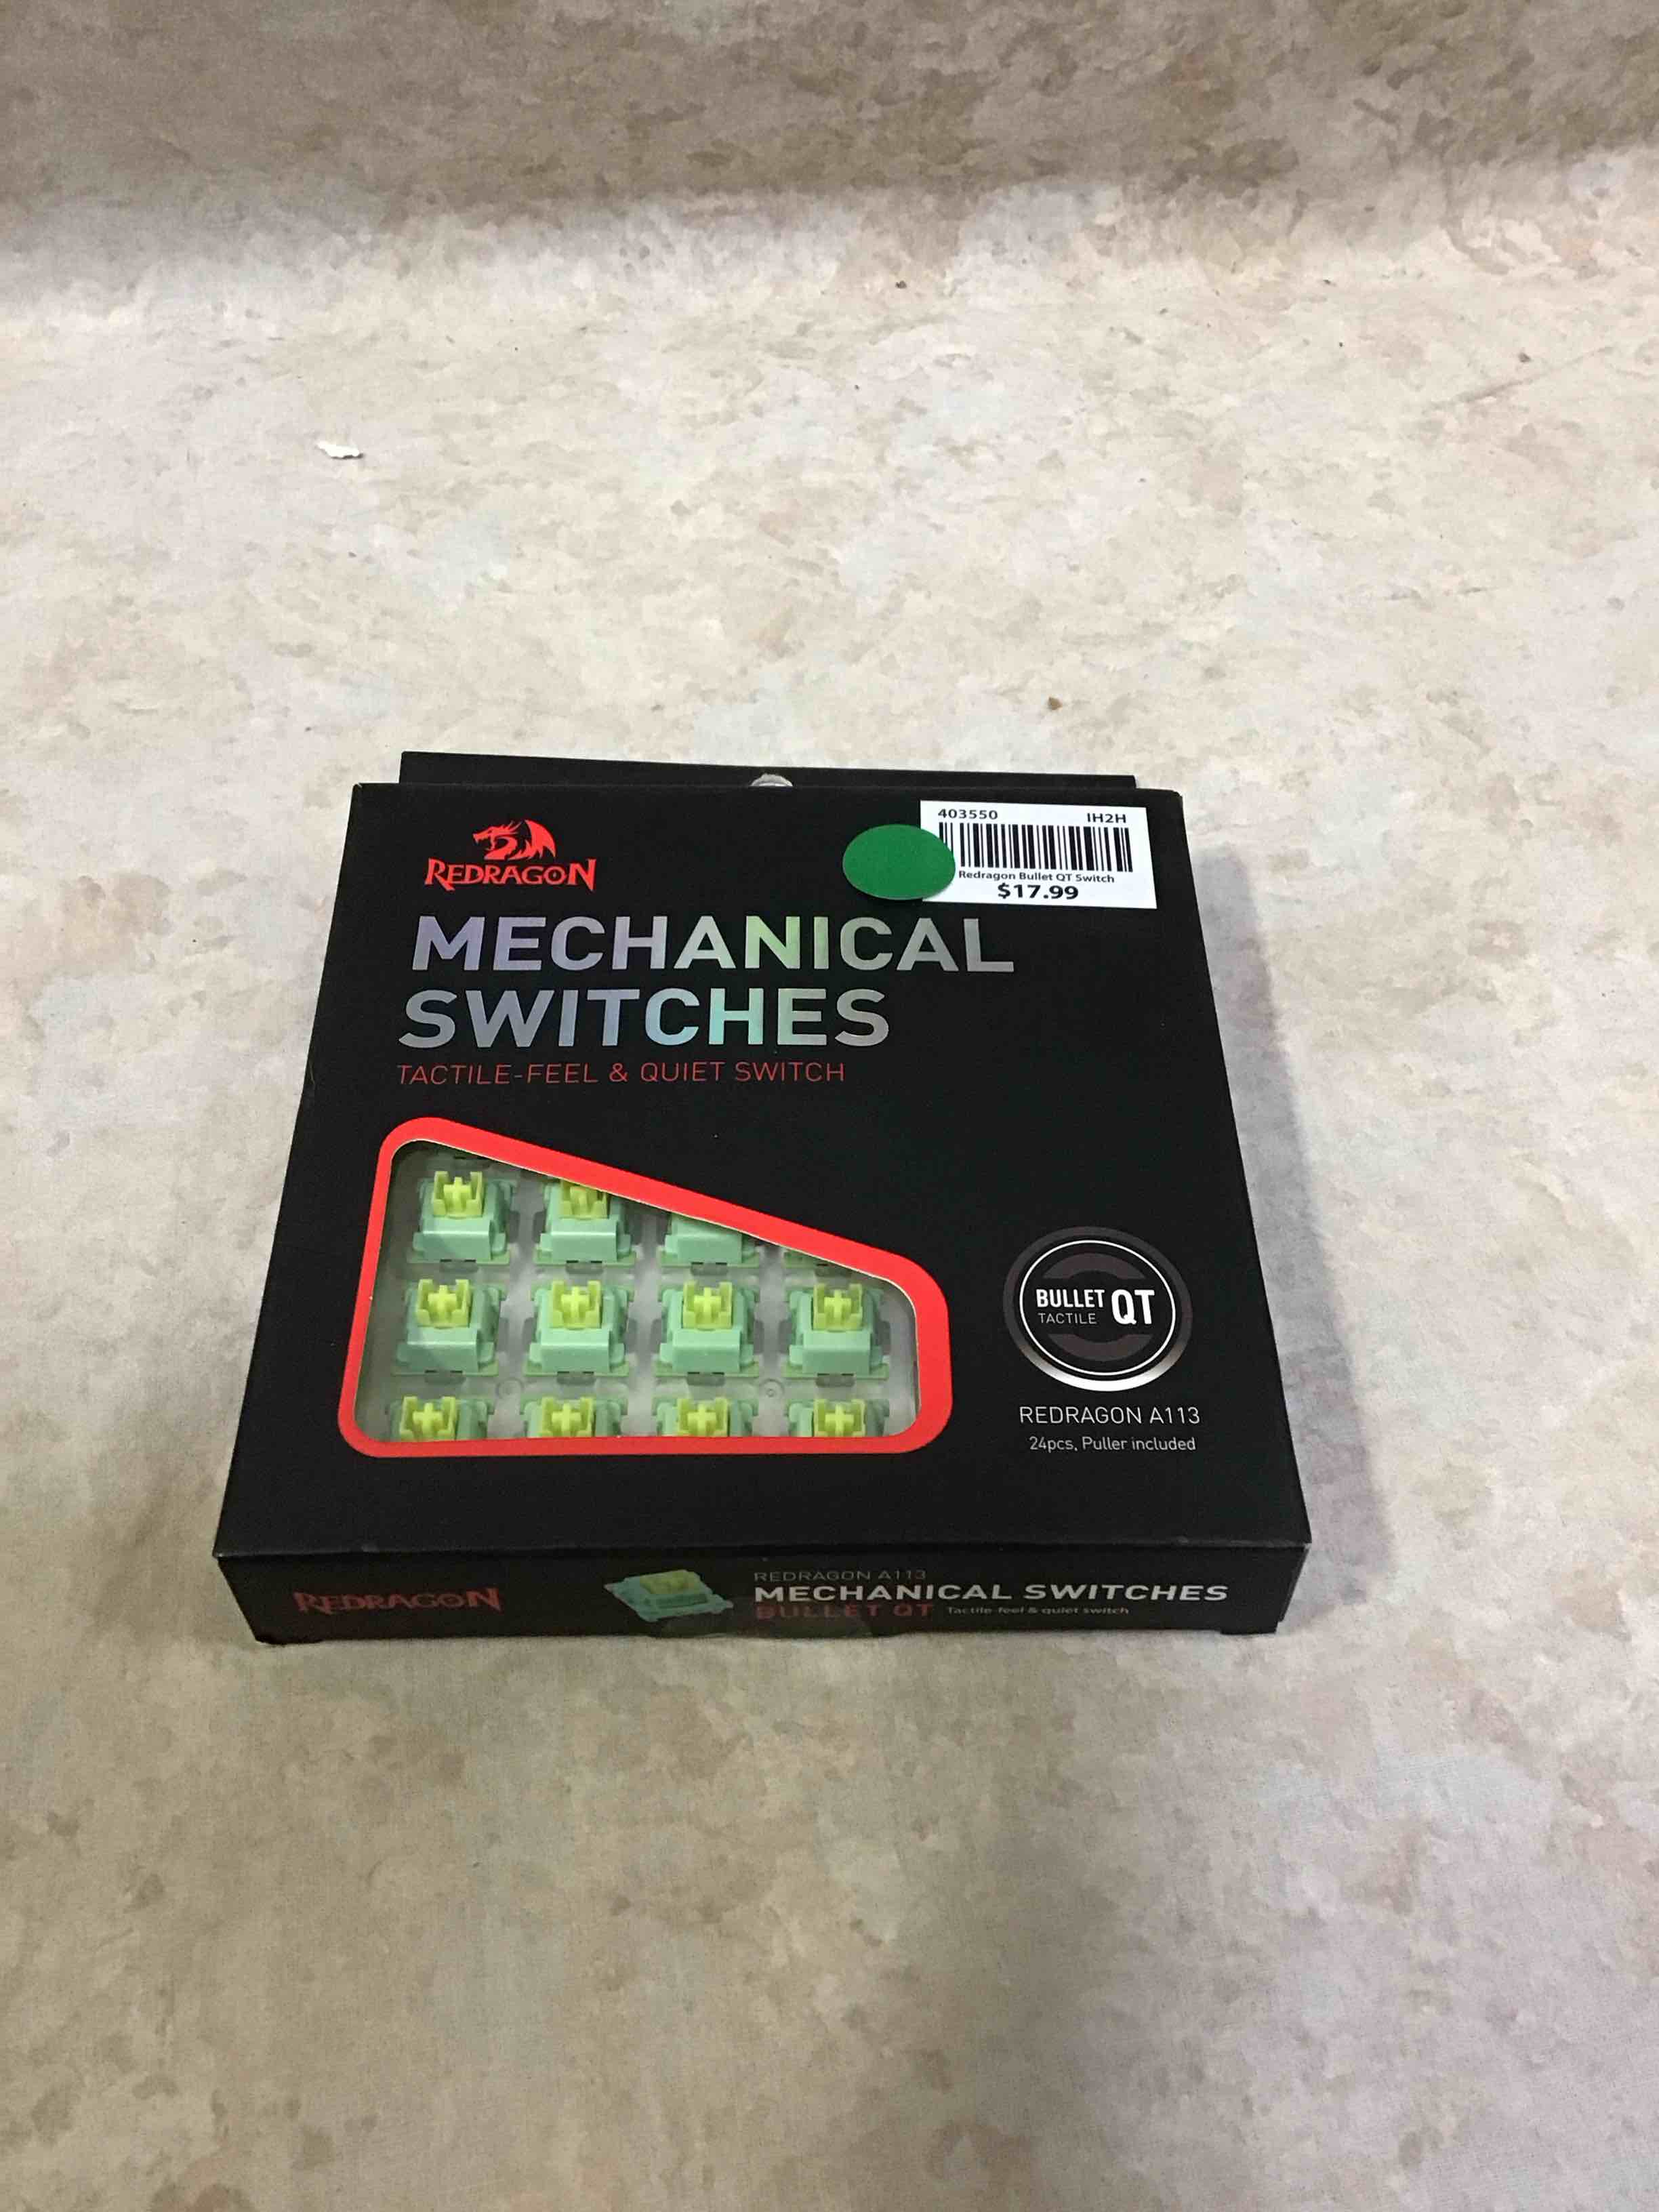 403550 IH2H
Redragon Bullet QT Switch
$17.99
REDRAGON
MECHANICAL
SWITCHES
TACTILE-FEEL & QUIET SWITCH
BULLET QT
TACTILE
REDRAGON A113
24pcs, Puller included
REDRAGON
REDRAGON A113
MECHANICAL SWITCHES
BULLET QT Tactile-feel & quiet switch